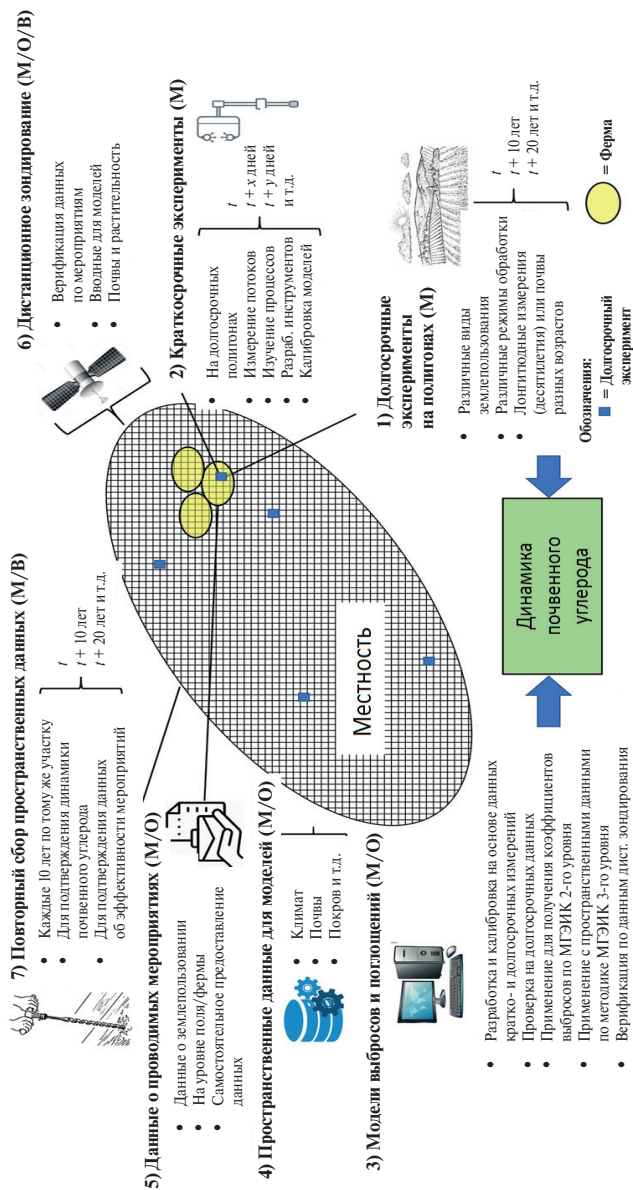 7) Повторный сбор пространственных данных (М/В)
• Каждые 10 лет по тому же участку
• Для подтверждения динамики
почвенного углерода
• Для подтверждения данных
об эффективности мероприятий
t
t + 10 лет
t + 20 лет и т.д.
6) Дистанционное зондирование (М/О/В)
• Верификация данных
по мероприятиям
• Вводные для моделей
• Почвы и растительность
5) Данные о проводимых мероприятиях (М/О)
• Данные о землепользовании
• На уровне поля/фермы
• Самостоятельное предоставление
данных
4) Пространственные данные для моделей (М/О)
• Климат
• Почвы
• Покров и т.д.
3) Модели выбросов и поглощений (М/О)
• Разработка и калибровка на основе данных
кратко- и долгосрочных измерений
• Проверка на долгосрочных данных
• Применение для получения коэффициентов
выбросов по МГЭИК 2-го уровня
• Применение с пространственными данными
по методике МГЭИК 3-го уровня
• Верификация по данным дист. зондирования
Местность
2) Краткосрочные эксперименты (М)
• На долгосрочных
полигонах
• Измерение потоков
• Изучение процессов
• Разраб. инструментов
• Калибровка моделей
t
t + x дней
t + y дней
и т.д.
1) Долгосрочные
эксперименты
на полигонах (М)
• Различные виды
землепользования
• Различные режимы обработки
• Лонгитюдные измерения
(десятилетия) или почвы
разных возрастов
t
t + 10 лет
t + 20 лет и т.д.
Обозначения:
= Долгосрочный
эксперимент
= Ферма
Динамика
почвенного
углерода